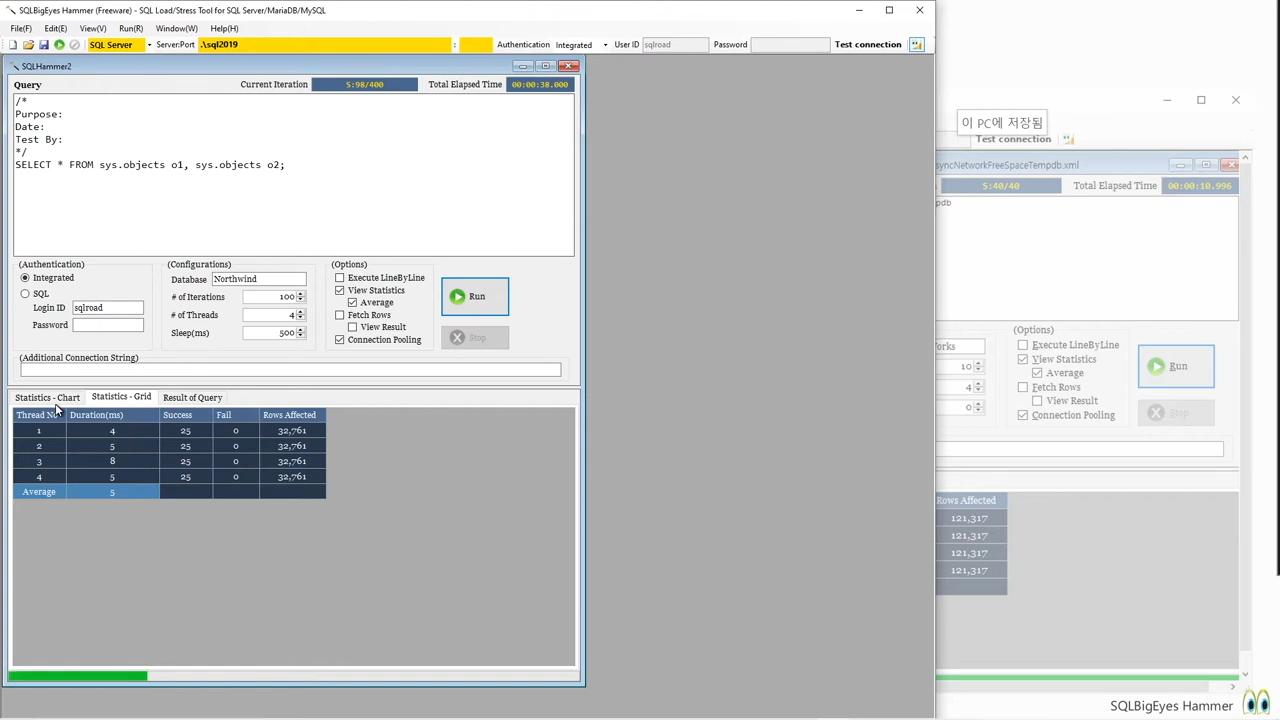 SQLBigEyes Hammer (Freeware) - SQL Load/Stress Tool for SQL Server/MariaDB/MySQL
File(F) Edit(E) View(V) Run(R) Window(W) Help(H)
SQL Server Server:Port .\sql2019 : Authentication Integrated User ID sqlroad Password Test connection
SQLHammer2
Query Current Iteration S:98/400 Total Elapsed Time 00:00:38.000
/*
Purpose:
Date:
Test By:
*/
SELECT * FROM sys.objects o1, sys.objects o2;
(Authentication) (Configurations) (Options)
Integrated Database Northwind Execute LineByLine
SQL # of Iterations 100 View Statistics
Average
Run
Login ID sqlroad # of Threads 4 Fetch Rows
Password Sleep(ms) 500 View Result
Connection Pooling
Stop
(Additional Connection String)
Statistics - Chart Statistics - Grid Result of Query
Thread No Duration(ms) Success Fail Rows Affected
1 4 25 0 32,761
2 5 25 0 32,761
3 8 25 0 32,761
4 5 25 0 32,761
Average 5
이 PC에 저장됨
Test connection
syncNetworkFreeSpaceTempdb.xml
S:40/40 Total Elapsed Time 00:00:10.996
pdb
(Options)
Works Execute LineByLine
10 View Statistics
Average
Run
4 Fetch Rows
0 View Result
Connection Pooling
Stop
Rows Affected
121,317
121,317
121,317
121,317
SQLBigEyes Hammer